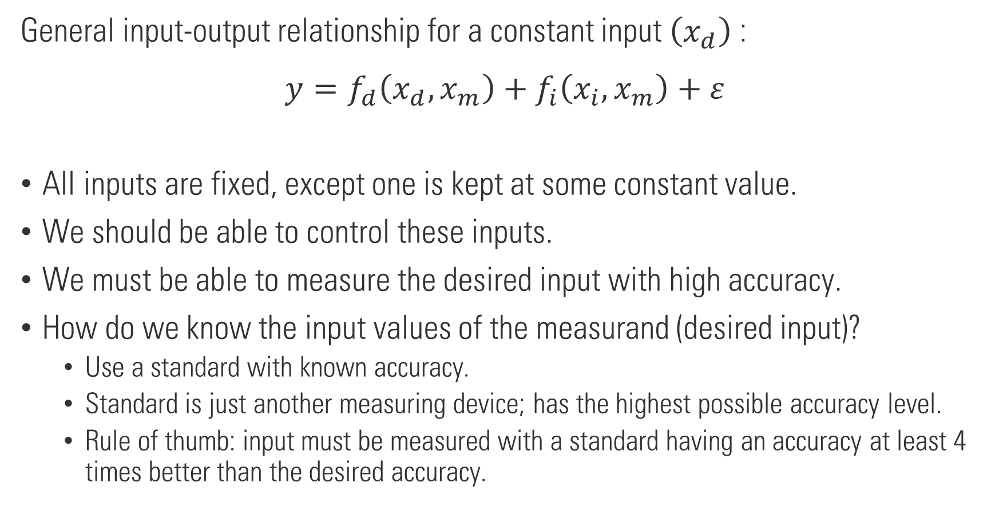 General input-output relationship for a constant input (x_d) :
y = f_d(x_d, x_m) + f_i(x_i, x_m) + ε
• All inputs are fixed, except one is kept at some constant value.
• We should be able to control these inputs.
• We must be able to measure the desired input with high accuracy.
• How do we know the input values of the measurand (desired input)?
• Use a standard with known accuracy.
• Standard is just another measuring device; has the highest possible accuracy level.
• Rule of thumb: input must be measured with a standard having an accuracy at least 4
times better than the desired accuracy.